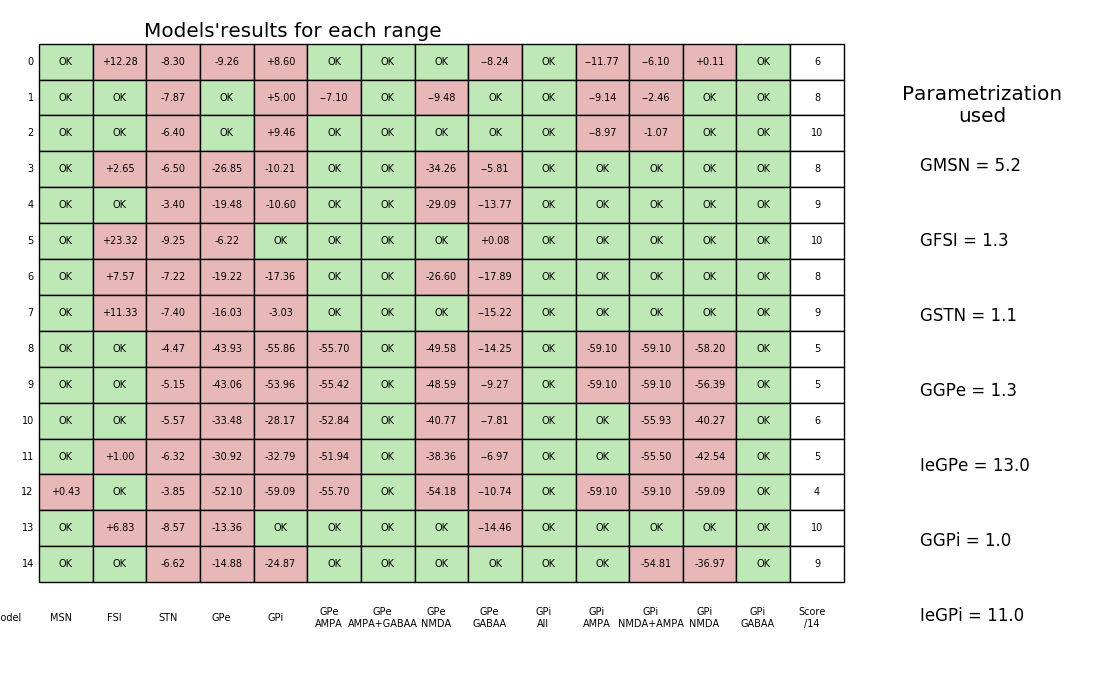 Models'results for each range
0 OK +12.28 -8.30 -9.26 +8.60 OK OK OK --8.24 OK --11.77 --6.10 +0.11 OK 6
1 OK OK -7.87 OK +5.00 --7.10 OK --9.48 OK OK --9.14 --2.46 OK OK 8
2 OK OK -6.40 OK +9.46 OK OK OK OK OK --8.97 -1.07 OK OK 10
3 OK +2.65 -6.50 -26.85 -10.21 OK OK -34.26 --5.81 OK OK OK OK OK 8
4 OK OK -3.40 -19.48 -10.60 OK OK -29.09 --13.77 OK OK OK OK OK 9
5 OK +23.32 -9.25 -6.22 OK OK OK OK +0.08 OK OK OK OK OK 10
6 OK +7.57 -7.22 -19.22 -17.36 OK OK -26.60 --17.89 OK OK OK OK OK 8
7 OK +11.33 -7.40 -16.03 -3.03 OK OK OK --15.22 OK OK OK OK OK 9
8 OK OK -4.47 -43.93 -55.86 -55.70 OK -49.58 --14.25 OK -59.10 -59.10 -58.20 OK 5
9 OK OK -5.15 -43.06 -53.96 -55.42 OK -48.59 --9.27 OK -59.10 -59.10 -56.39 OK 5
10 OK OK -5.57 -33.48 -28.17 -52.84 OK -40.77 --7.81 OK OK -55.93 -40.27 OK 6
11 OK +1.00 -6.32 -30.92 -32.79 -51.94 OK -38.36 --6.97 OK OK -55.50 -42.54 OK 5
12 +0.43 OK -3.85 -52.10 -59.09 -55.70 OK -54.18 --10.74 OK -59.10 -59.10 -59.09 OK 4
13 OK +6.83 -8.57 -13.36 OK OK OK OK --14.46 OK OK OK OK OK 10
14 OK OK -6.62 -14.88 -24.87 OK OK OK OK OK OK -54.81 -36.97 OK 9
odel MSN FSI STN GPe GPi GPe GPe GPe GPe GPi GPi GPi GPi GPi Score
AMPA AMPA+GABAA NMDA GABAA All AMPA NMDA+AMPA NMDA GABAA /14
Parametrization
used
GMSN = 5.2
GFSI = 1.3
GSTN = 1.1
GGPe = 1.3
IeGPe = 13.0
GGPi = 1.0
IeGPi = 11.0